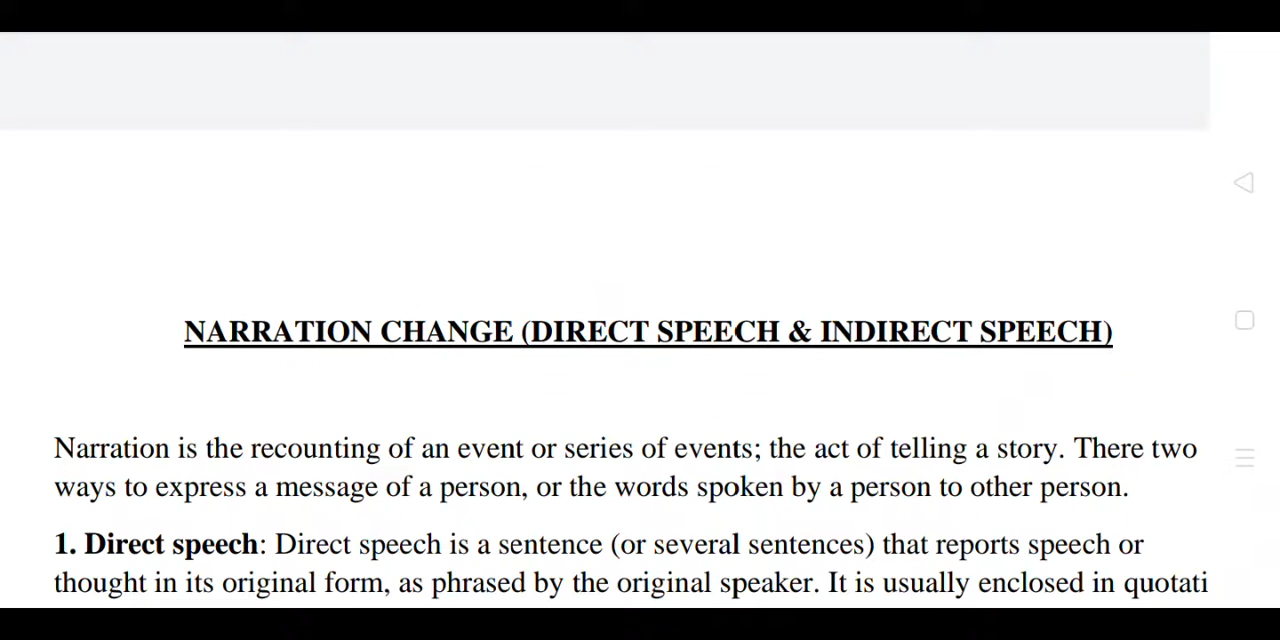 NARRATION CHANGE (DIRECT SPEECH & INDIRECT SPEECH)
Narration is the recounting of an event or series of events; the act of telling a story. There two
ways to express a message of a person, or the words spoken by a person to other person.
1. Direct speech: Direct speech is a sentence (or several sentences) that reports speech or
thought in its original form, as phrased by the original speaker. It is usually enclosed in quotati